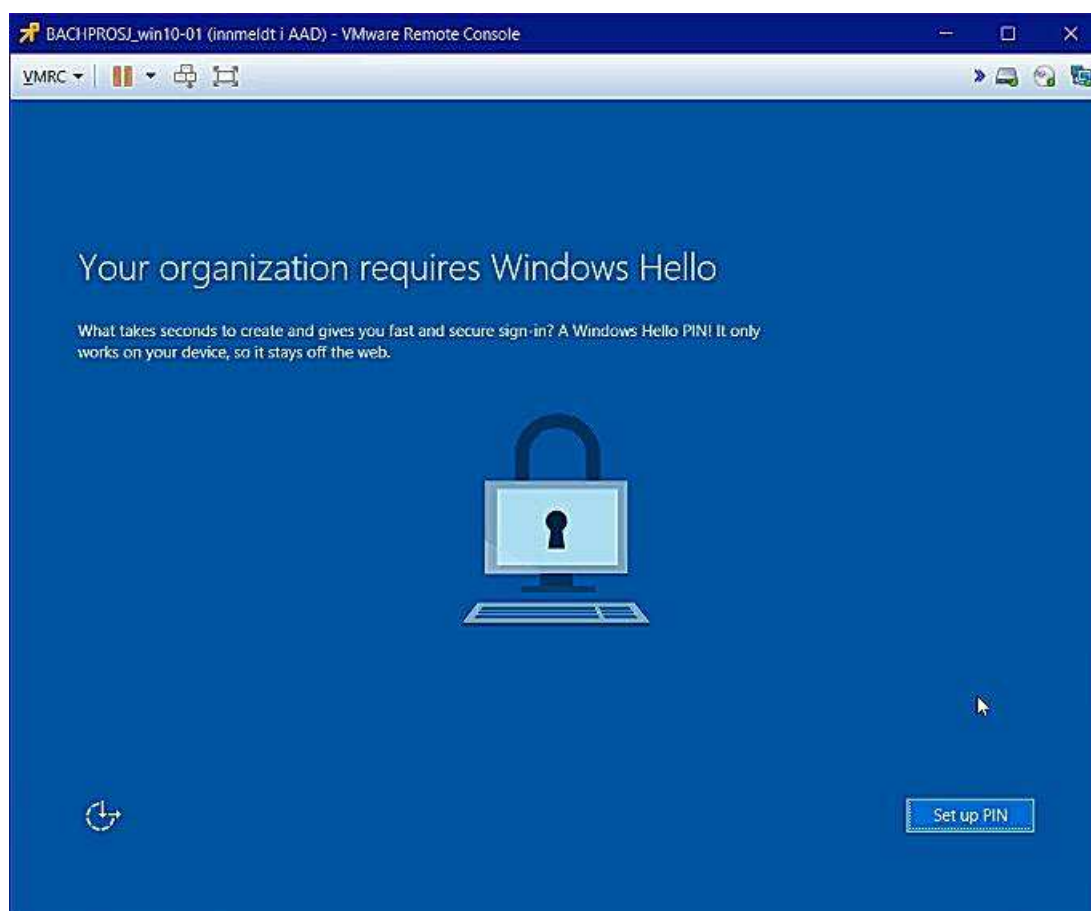 BACHPROSJ_win10-01 (innmeldt i AAD) - VMware Remote Console
VMRC
Your organization requires Windows Hello
What takes seconds to create and gives you fast and secure sign-in? A Windows Hello PIN! It only
works on your device, so it stays off the web.
Set up PIN